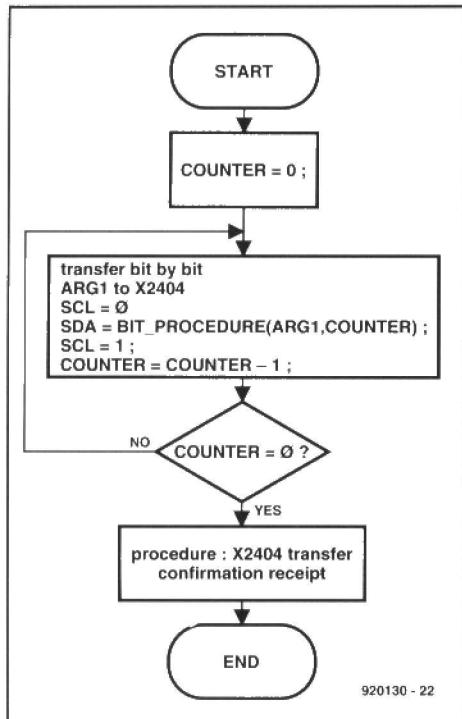 START
COUNTER = 0 ;
transfer bit by bit
ARG1 to X2404
SCL = Ø
SDA = BIT_PROCEDURE(ARG1,COUNTER) ;
SCL = 1 ;
COUNTER = COUNTER – 1 ;
NO
COUNTER = Ø ?
YES
procedure : X2404 transfer
confirmation receipt
END
920130 - 22